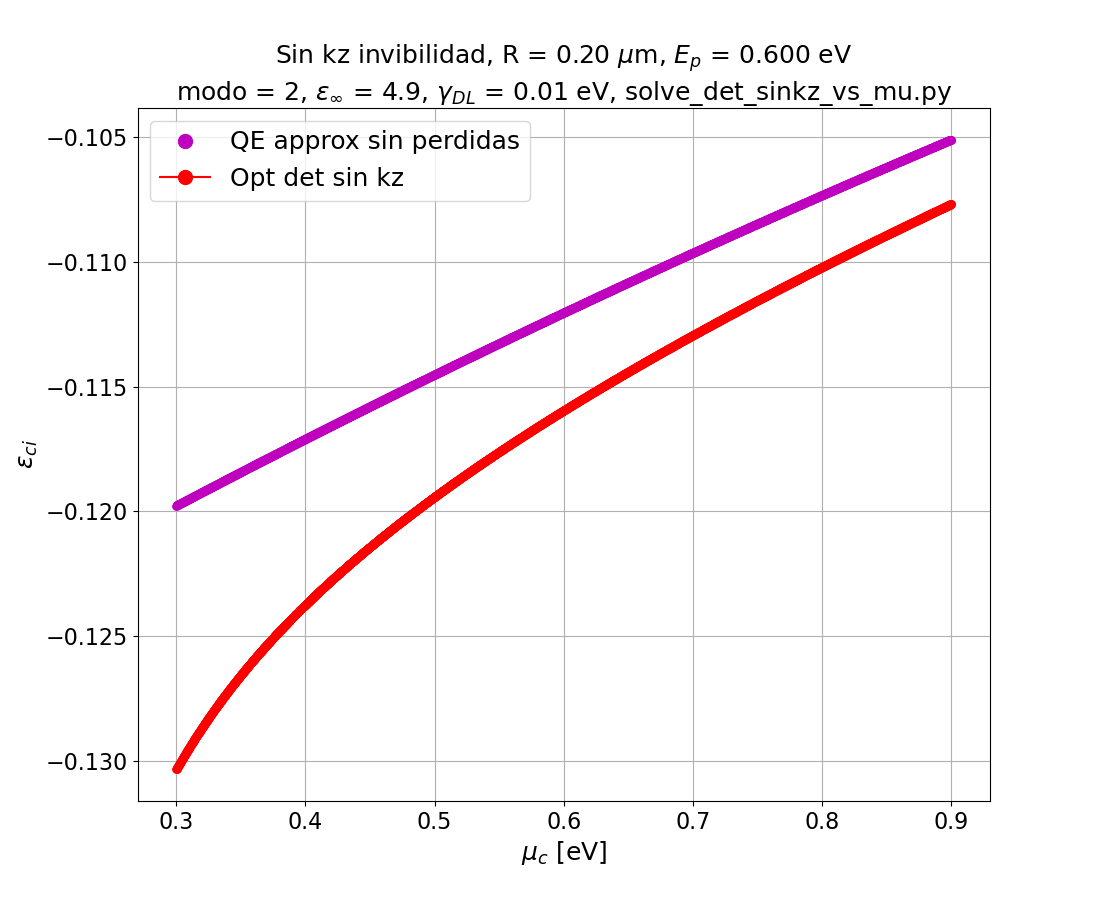 Sin kz invibilidad, R = 0.20 μm, E_p = 0.600 eV
modo = 2, ε_∞ = 4.9, γ_DL = 0.01 eV, solve_det_sinkz_vs_mu.py
QE approx sin perdidas
Opt det sin kz
−0.105
−0.110
−0.115
−0.120
−0.125
−0.130
ε_ci
0.3 0.4 0.5 0.6 0.7 0.8 0.9
μ_c [eV]